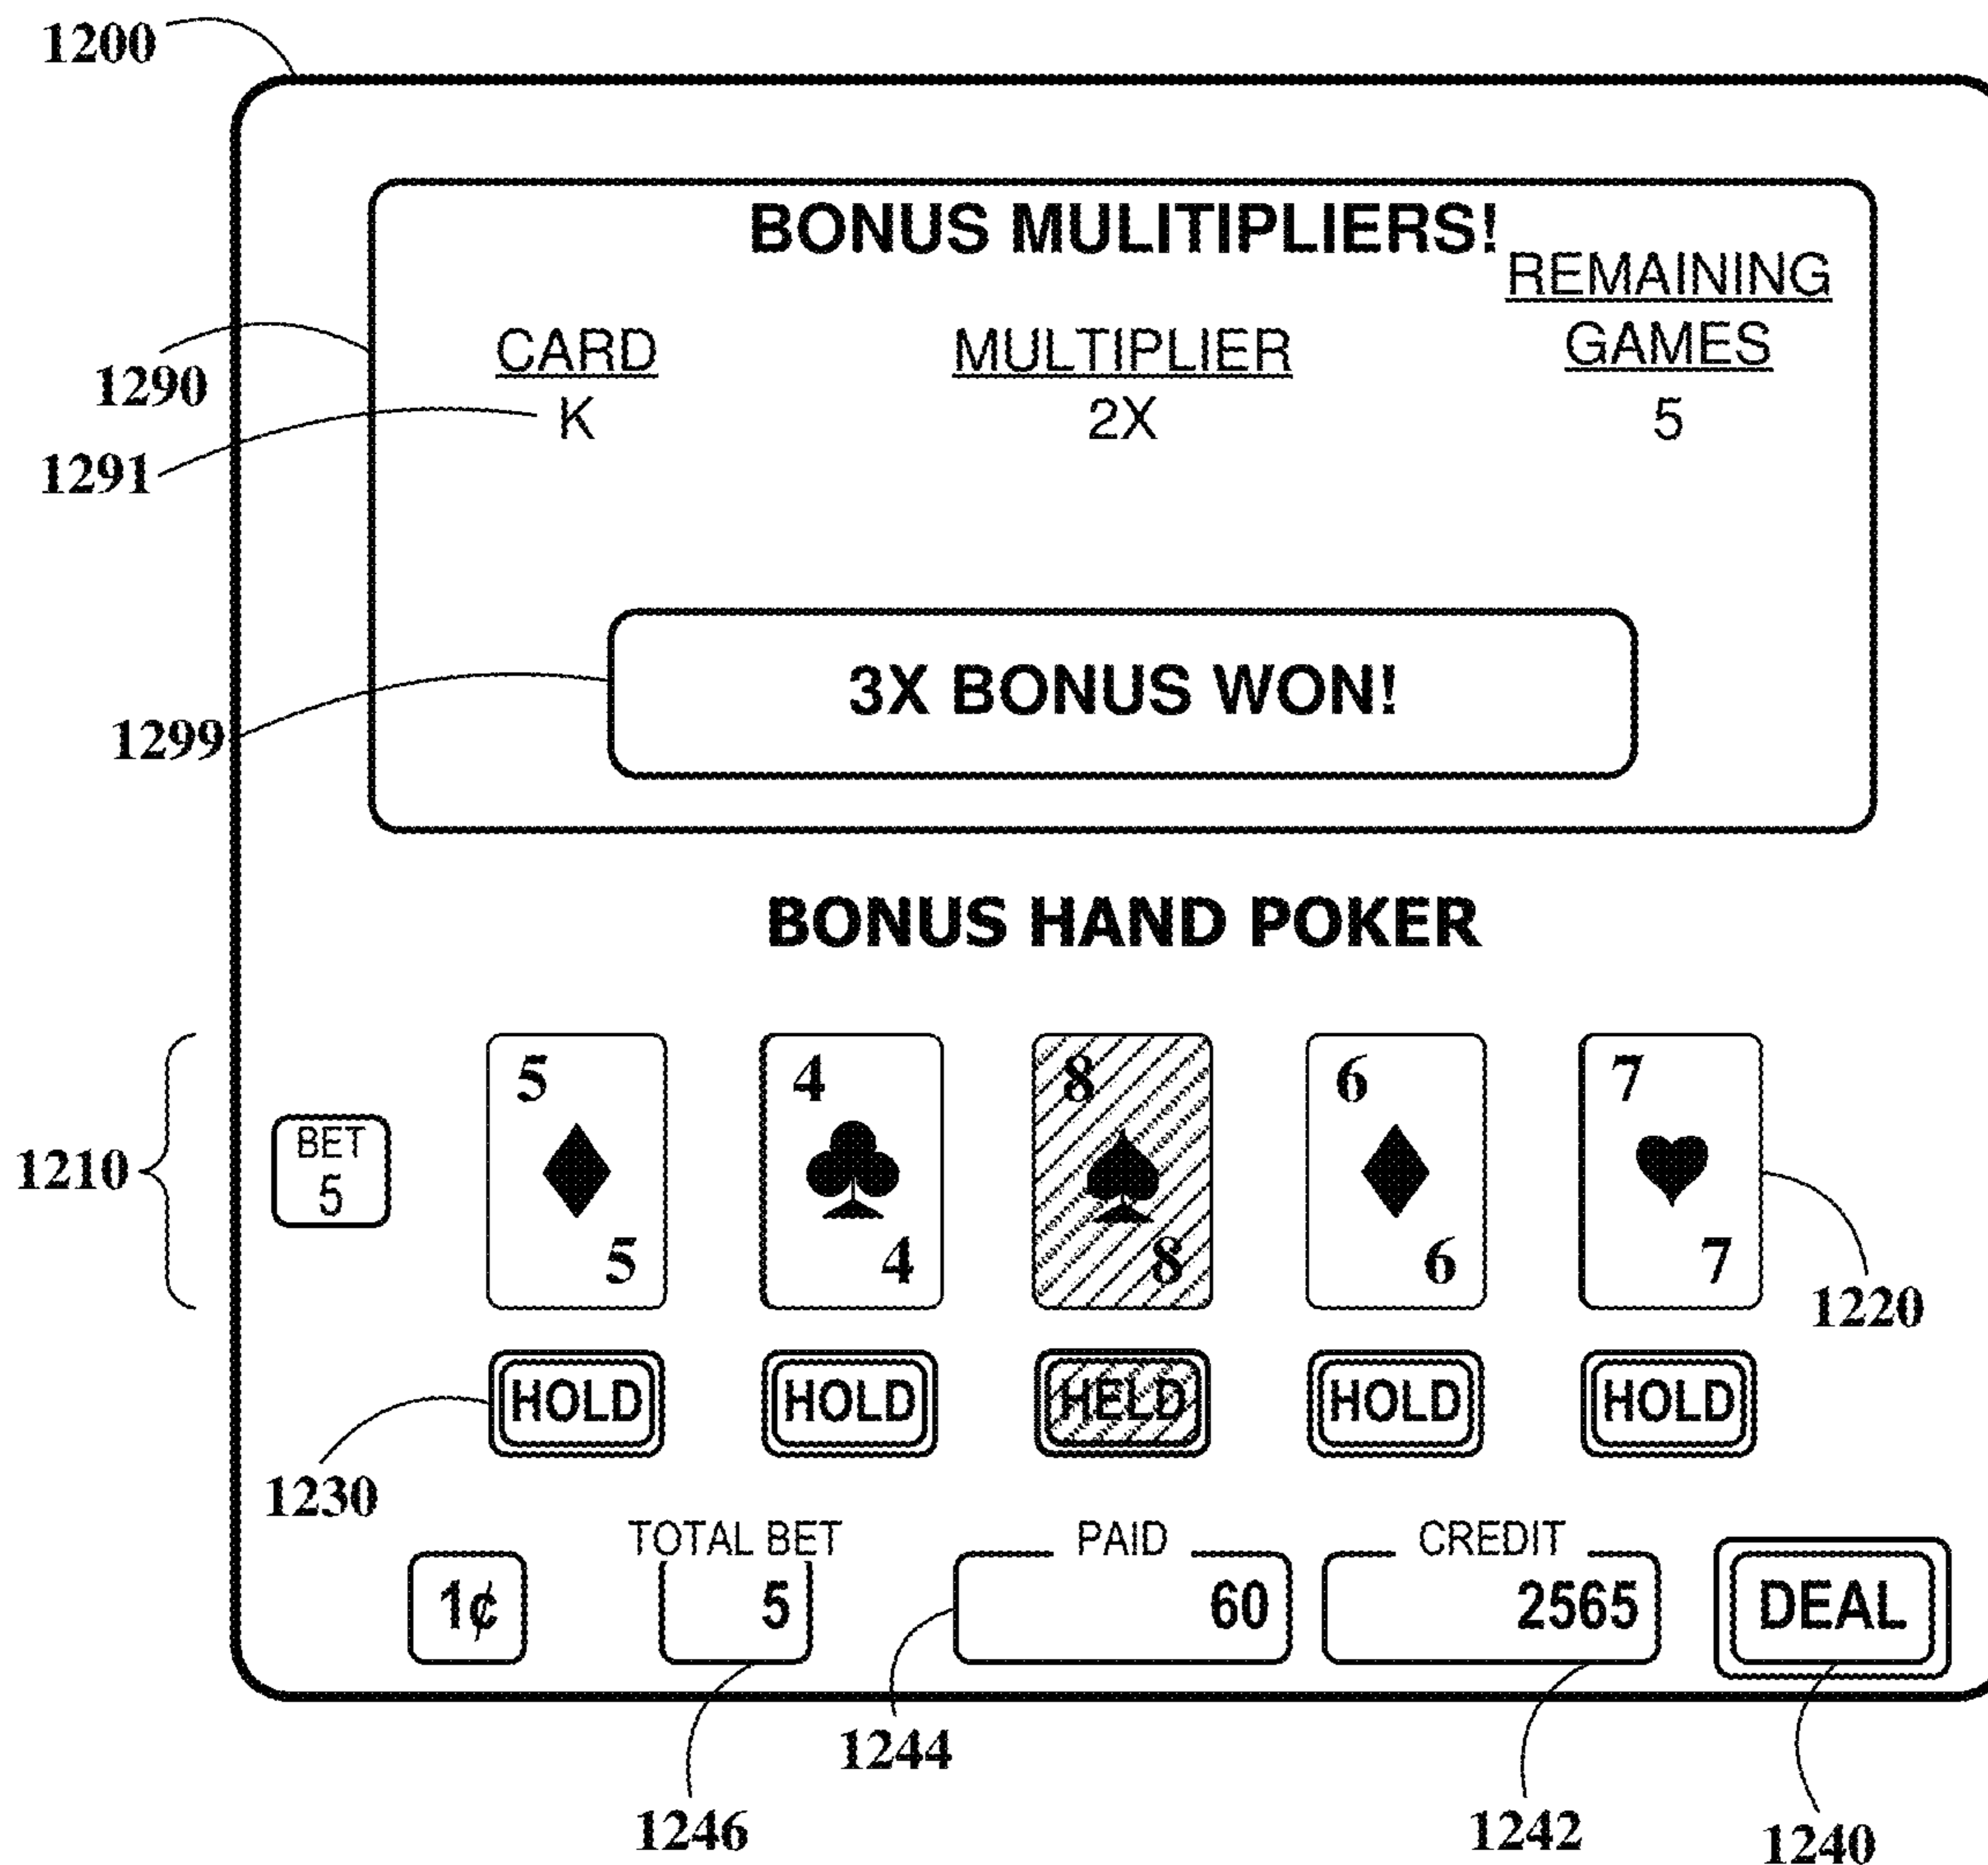 1200
BONUS MULITIPLIERS!
REMAINING
CARD MULTIPLIER GAMES
1290
K 2X 5
1291
3X BONUS WON!
1299
BONUS HAND POKER
5 4 8 6 7
BET
1210
5
5 4 8 6 7
1220
HOLD HOLD HELD HOLD HOLD
1230
TOTAL BET PAID CREDIT
1¢ 5 60 2565 DEAL
1244
1246 1242 1240